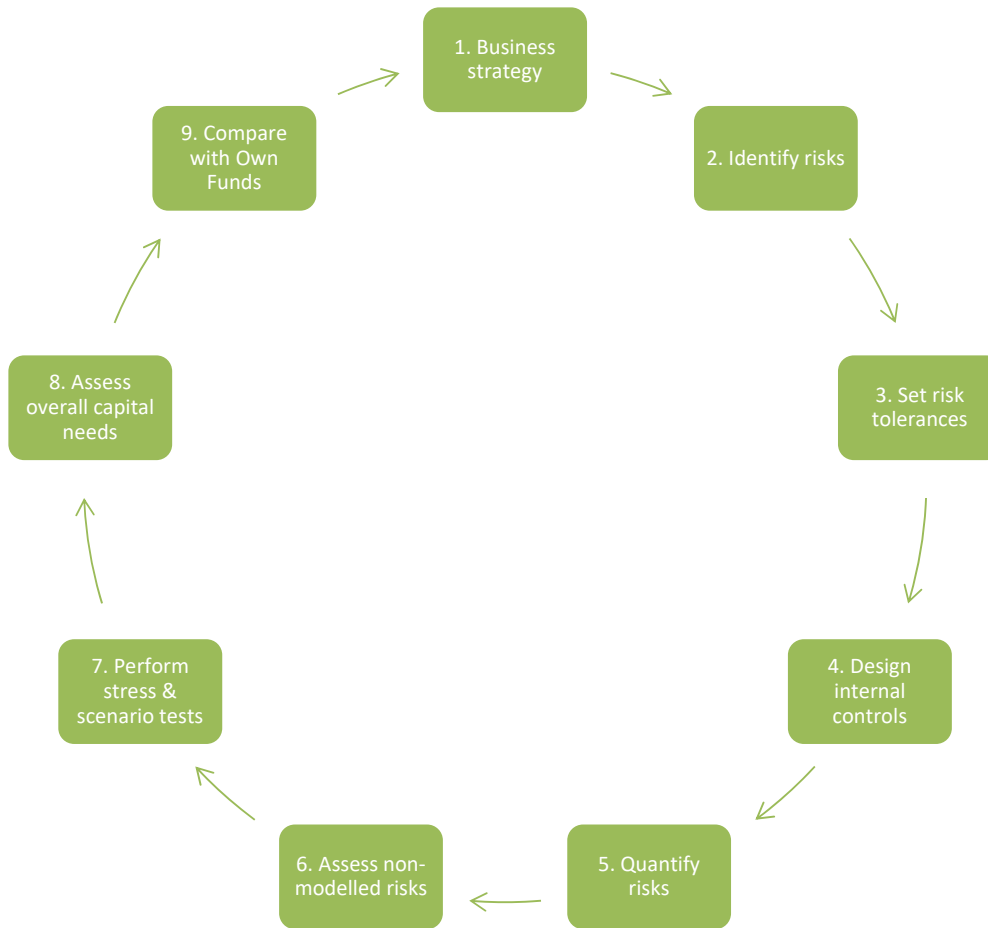 1. Business
strategy
2. Identify risks
3. Set risk
tolerances
4. Design
internal
controls
5. Quantify
risks
6. Assess non-
modelled risks
7. Perform
stress &
scenario tests
8. Assess
overall capital
needs
9. Compare
with Own
Funds